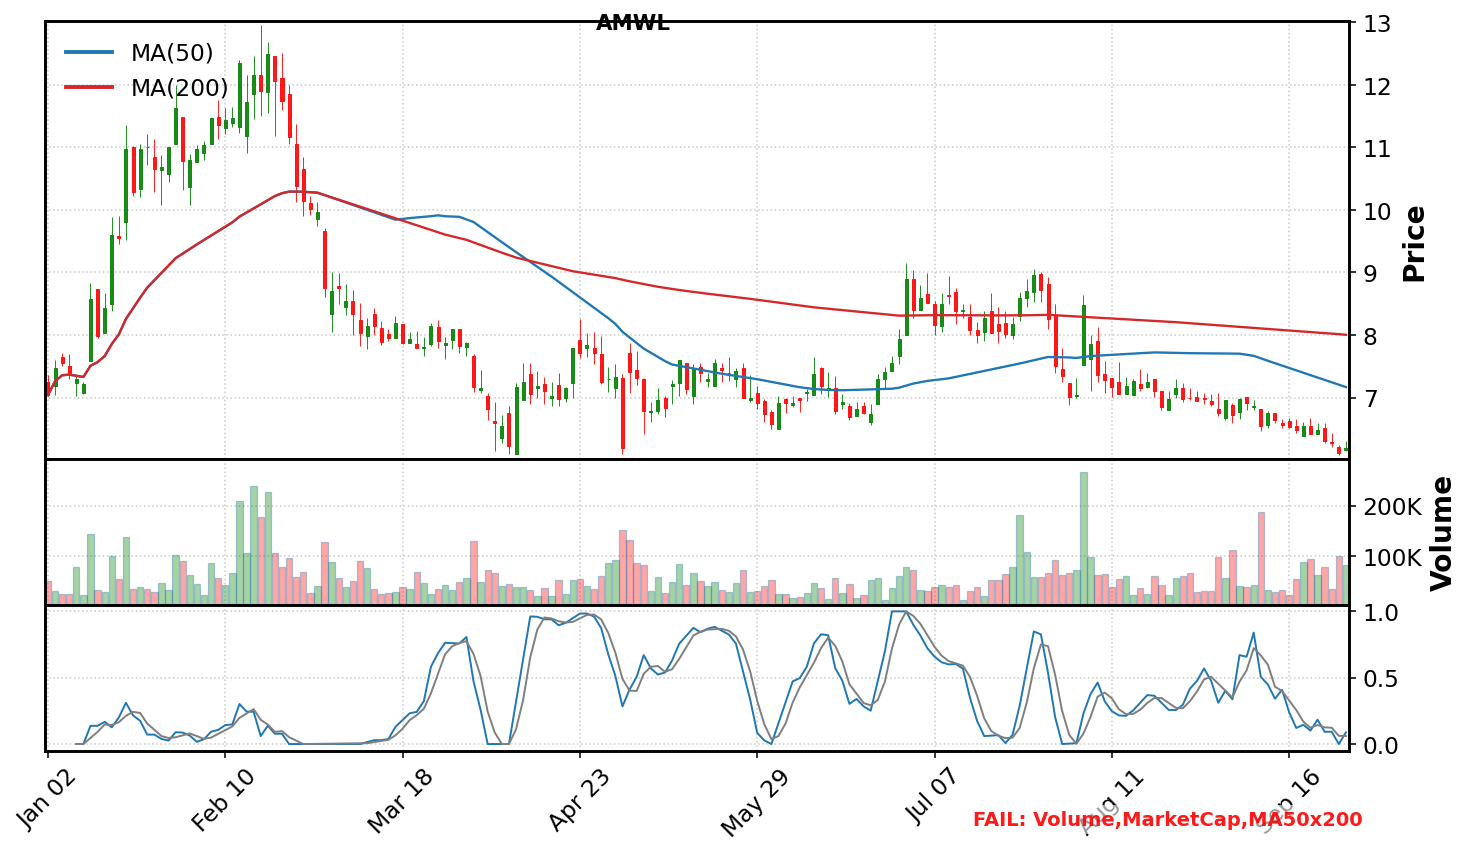 AMWL
MA(50)
MA(200)
13
12
11
10
9
8
7
Price
200K
100K
Volume
1.0
0.5
0.0
Jan 02
Feb 10
Mar 18
Apr 23
May 29
Jul 07
Aug 11
Sep 16
FAIL: Volume,MarketCap,MA50x200